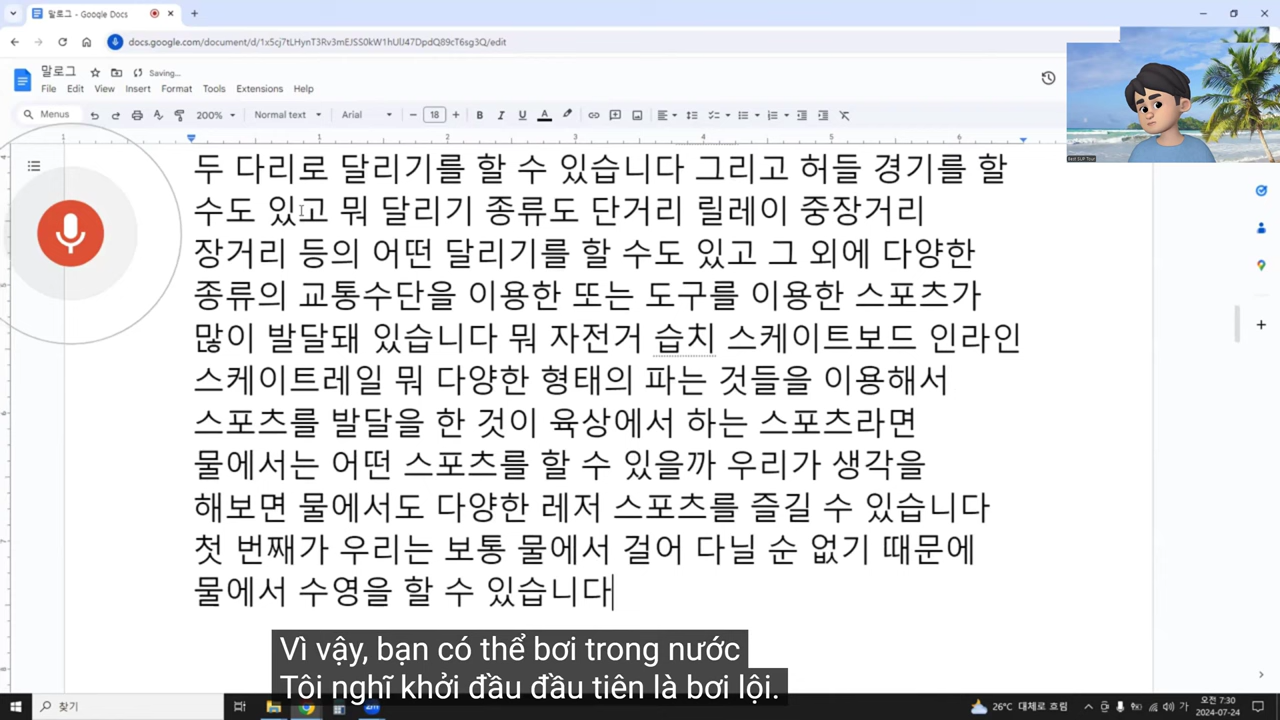 말로그 - Google Docs
docs.google.com/document/d/1x5cj7tLHynT3Rv3mEJSS0kW1hUlJ47DpdQ89cT6sg3Q/edit
말로그
Saving...
File Edit View Insert Format Tools Extensions Help
Menus 200% Normal text Arial 18 B I U A
1 1 2 3 4 5 6
두 다리로 달리기를 할 수 있습니다 그리고 허들 경기를 할
수도 있고 뭐 달리기 종류도 단거리 릴레이 중장거리
장거리 등의 어떤 달리기를 할 수도 있고 그 외에 다양한
종류의 교통수단을 이용한 또는 도구를 이용한 스포츠가
많이 발달돼 있습니다 뭐 자전거 습치 스케이트보드 인라인
스케이트레일 뭐 다양한 형태의 파는 것들을 이용해서
스포츠를 발달을 한 것이 육상에서 하는 스포츠라면
물에서는 어떤 스포츠를 할 수 있을까 우리가 생각을
해보면 물에서도 다양한 레저 스포츠를 즐길 수 있습니다
첫 번째가 우리는 보통 물에서 걸어 다닐 순 없기 때문에
물에서 수영을 할 수 있습니다
Vì vậy, bạn có thể bơi trong nước
Tôi nghĩ khởi đầu đầu tiên là bơi lội.
찾기
26°C 대체로 흐림
가
오전 7:30
2024-07-24